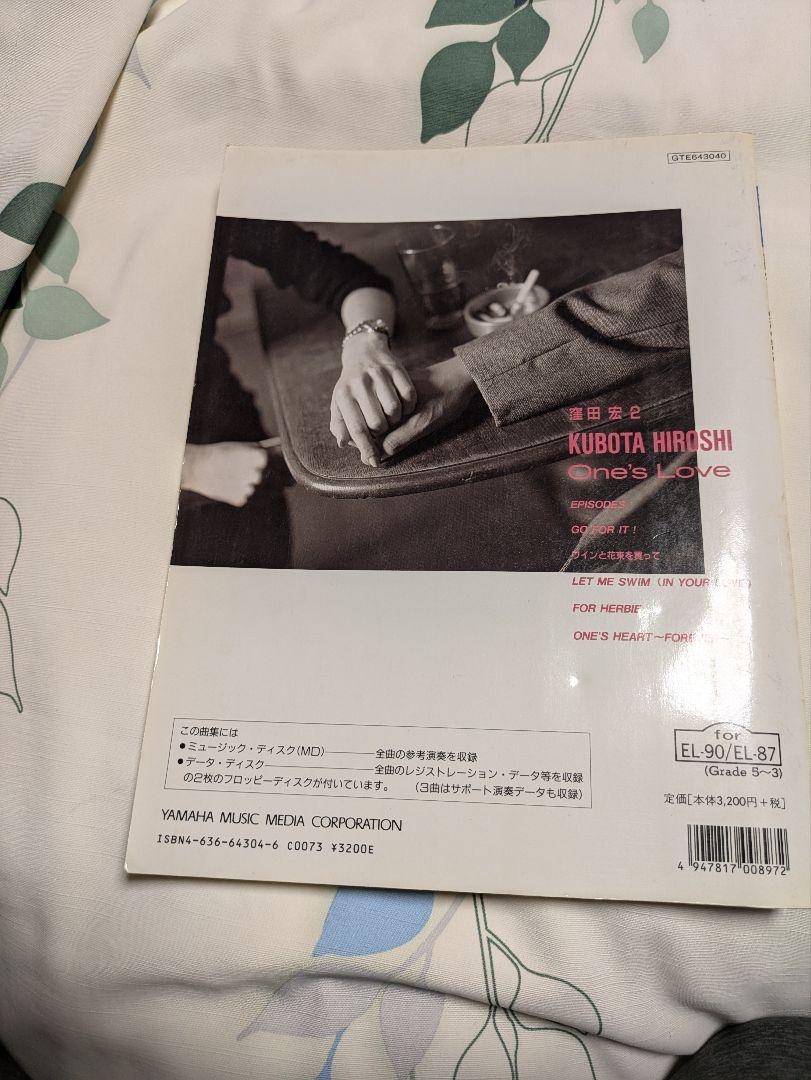 GTE643040
窪田 宏 2
KUBOTA HIROSHI
One's Love
EPISODES
GO FOR IT !
ワインと花束を買って
LET ME SWIM (IN YOUR LOVE)
FOR HERBIE
ONE'S HEART〜FOREVER〜
この曲集には
●ミュージック・ディスク(MD)————全曲の参考演奏を収録
●データ・ディスク————全曲のレジストレーション・データ等を収録
の2枚のフロッピーディスクが付いています。 (3曲はサポート演奏データも収録)
for
EL-90/EL-87
(Grade 5〜3)
定価[本体3,200円+税]
YAMAHA MUSIC MEDIA CORPORATION
ISBN4-636-64304-6 C0073 ¥3200E
4 947817 008972